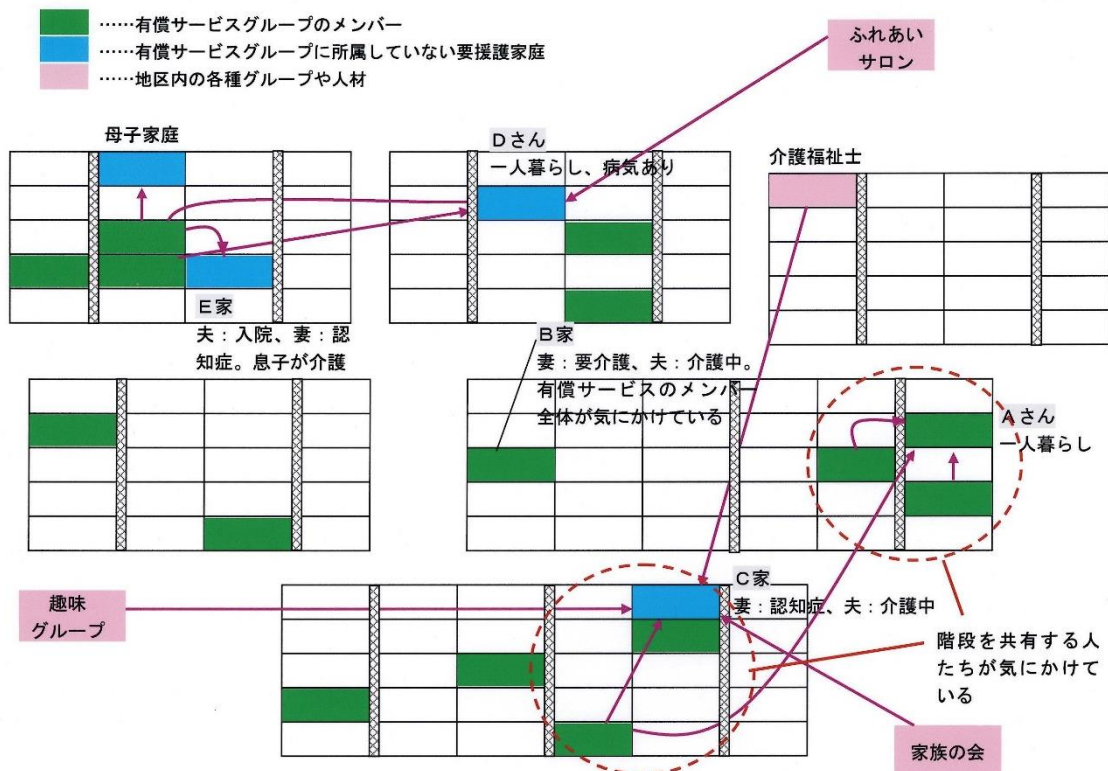 ……有償サービスグループのメンバー
……有償サービスグループに所属していない要援護家庭
……地区内の各種グループや人材
ふれあい
サロン
母子家庭
Dさん
一人暮らし、病気あり
介護福祉士
E家
夫：入院、妻：認
知症。息子が介護
B家
妻：要介護、夫：介護中。
有償サービスのメンバー
全体が気にかけている
Aさん
一人暮らし
C家
妻：認知症、夫：介護中
趣味
グループ
階段を共有する人
たちが気にかけて
いる
家族の会